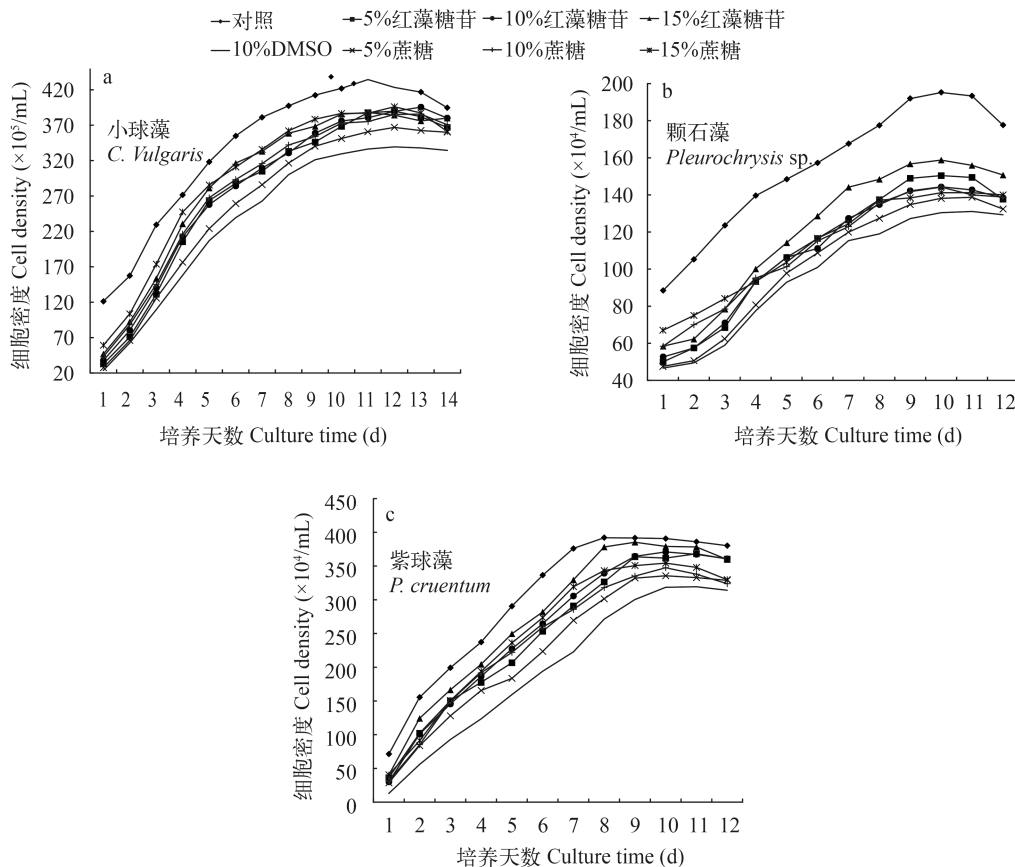 对照 5%红藻糖苷 10%红藻糖苷 15%红藻糖苷
10%DMSO 5%蔗糖 10%蔗糖 15%蔗糖
a
小球藻
C. Vulgaris
细胞密度 Cell density (×10⁵/mL)
420
370
320
270
220
170
120
70
20
1 2 3 4 5 6 7 8 9 10 11 12 13 14
培养天数 Culture time (d)
b
颗石藻
Pleurochrysis sp.
细胞密度 Cell density (×10⁴/mL)
200
180
160
140
120
100
80
60
40
1 2 3 4 5 6 7 8 9 10 11 12
培养天数 Culture time (d)
c
紫球藻
P. cruentum
细胞密度 Cell density (×10⁴/mL)
450
400
350
300
250
200
150
100
50
0
1 2 3 4 5 6 7 8 9 10 11 12
培养天数 Culture time (d)